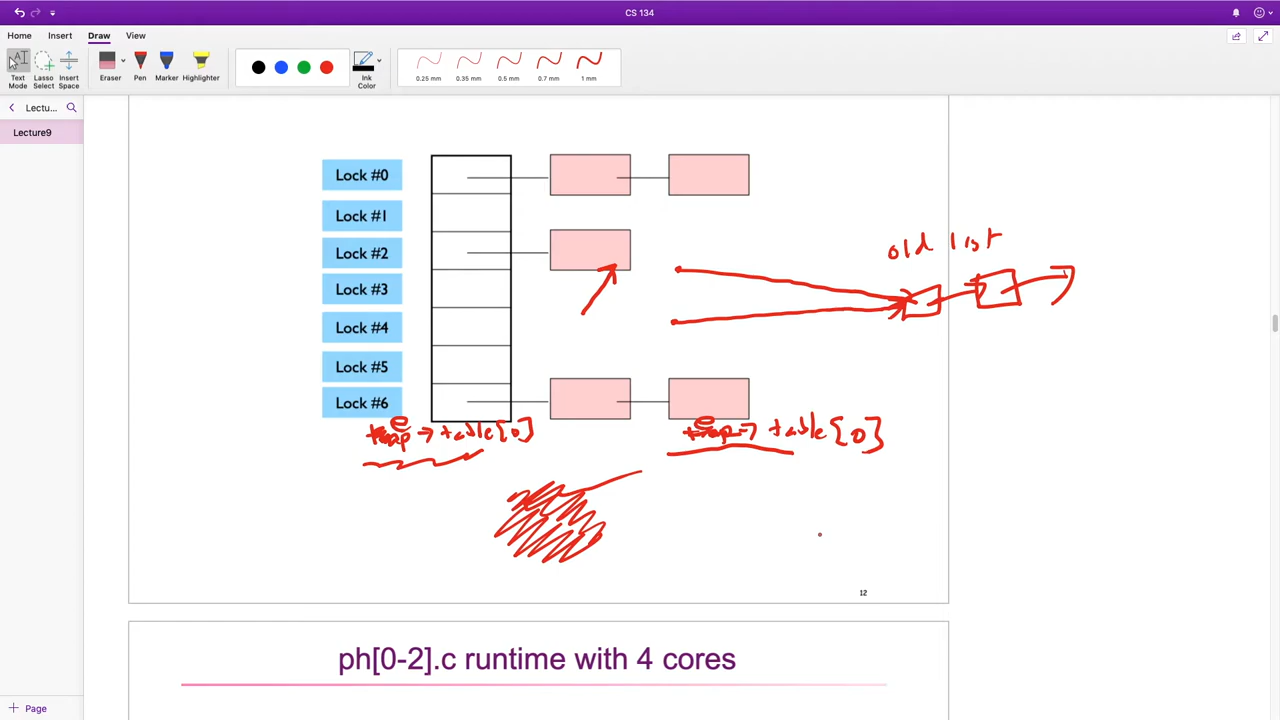 CS 134
Home Insert Draw View
Text Mode
Lasso Select
Insert Space
Eraser
Pen
Marker
Highlighter
Ink Color
0.25 mm 0.35 mm 0.5 mm 0.7 mm 1 mm
Lectu...
Lecture9
Lock #0
Lock #1
Lock #2
old list
Lock #3
Lock #4
Lock #5
Lock #6
e → table[0]
e → table[0]
12
ph[0-2].c runtime with 4 cores
Page